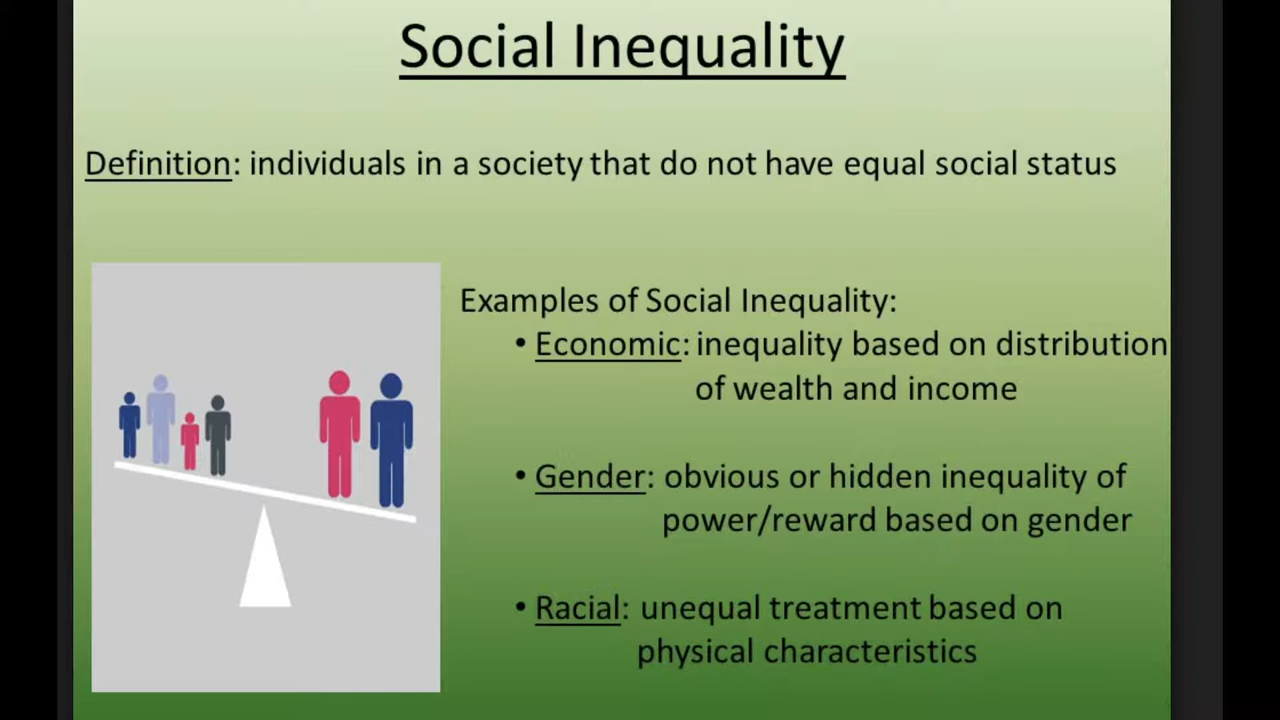 Social Inequality
Definition: individuals in a society that do not have equal social status
Examples of Social Inequality:
• Economic: inequality based on distribution
of wealth and income
• Gender: obvious or hidden inequality of
power/reward based on gender
• Racial: unequal treatment based on
physical characteristics